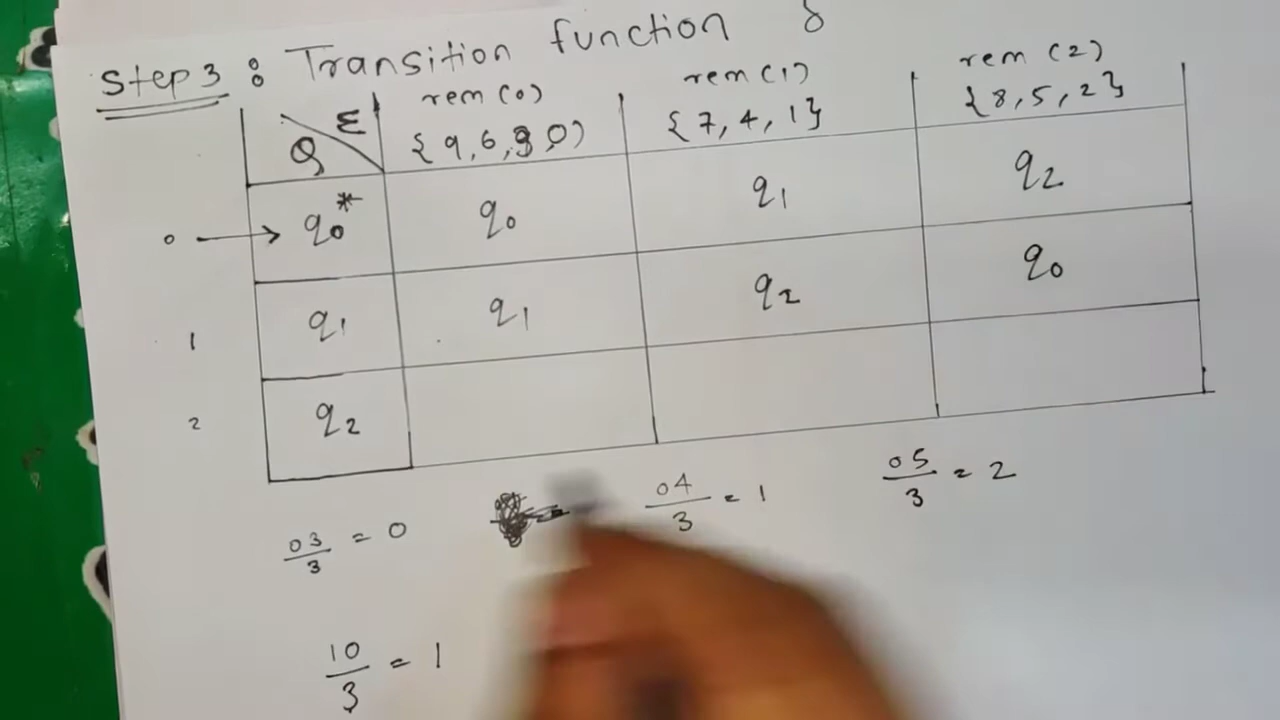 Step 3 : Transition function δ
rem (0) rem (1) rem (2)
Q Σ {9, 6, 3, 0) {7, 4, 1} {8, 5, 2}
0 → q0* q0 q1 q2
1 q1 q1 q2 q0
2 q2
03/3 = 0 04/3 = 1 05/3 = 2
10/3 = 1